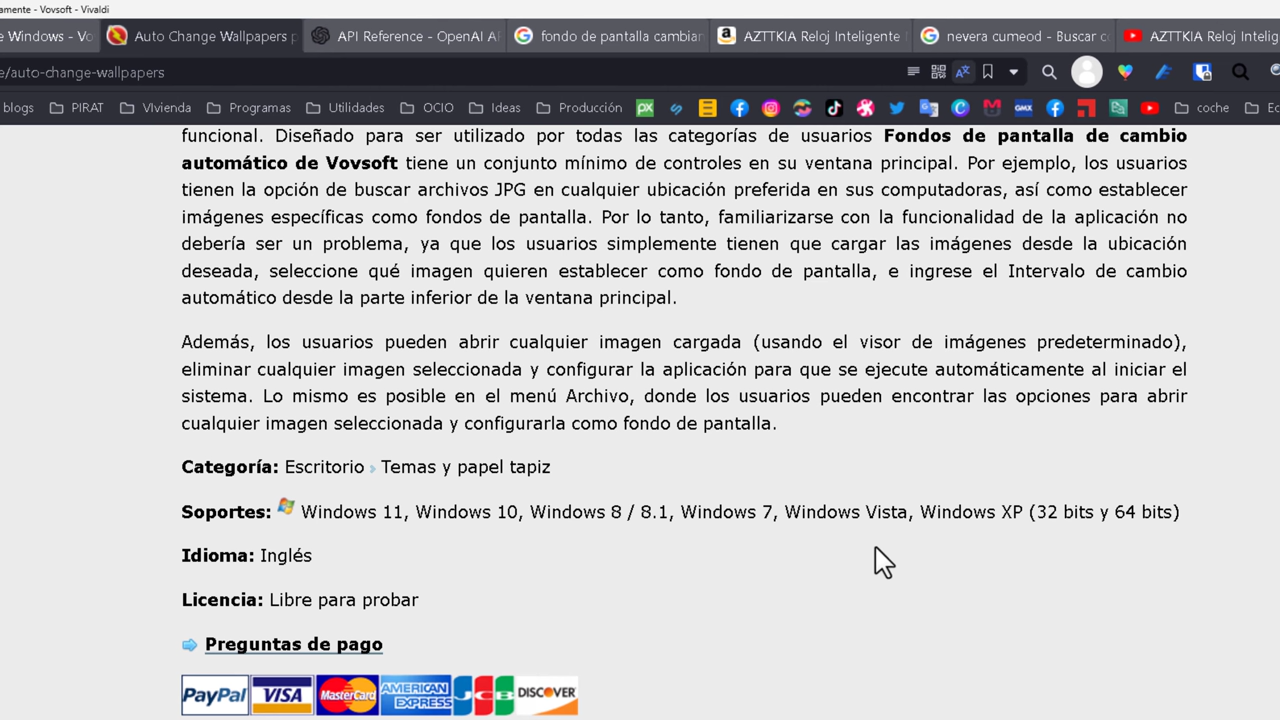 amente - Vovsoft - Vivaldi
e Windows - Vo
Auto Change Wallpapers p
API Reference - OpenAI AP
fondo de pantalla cambiar
AZTTKIA Reloj Inteligente
nevera cumeod - Buscar co
AZTTKIA Reloj Intelig
e/auto-change-wallpapers
blogs
PIRAT
VIvienda
Programas
Utilidades
OCIO
Ideas
Producción
coche
funcional. Diseñado para ser utilizado por todas las categorías de usuarios Fondos de pantalla de cambio
automático de Vovsoft tiene un conjunto mínimo de controles en su ventana principal. Por ejemplo, los usuarios
tienen la opción de buscar archivos JPG en cualquier ubicación preferida en sus computadoras, así como establecer
imágenes específicas como fondos de pantalla. Por lo tanto, familiarizarse con la funcionalidad de la aplicación no
debería ser un problema, ya que los usuarios simplemente tienen que cargar las imágenes desde la ubicación
deseada, seleccione qué imagen quieren establecer como fondo de pantalla, e ingrese el Intervalo de cambio
automático desde la parte inferior de la ventana principal.
Además, los usuarios pueden abrir cualquier imagen cargada (usando el visor de imágenes predeterminado),
eliminar cualquier imagen seleccionada y configurar la aplicación para que se ejecute automáticamente al iniciar el
sistema. Lo mismo es posible en el menú Archivo, donde los usuarios pueden encontrar las opciones para abrir
cualquier imagen seleccionada y configurarla como fondo de pantalla.
Categoría: Escritorio › Temas y papel tapiz
Soportes: Windows 11, Windows 10, Windows 8 / 8.1, Windows 7, Windows Vista, Windows XP (32 bits y 64 bits)
Idioma: Inglés
Licencia: Libre para probar
Preguntas de pago
PayPal VISA MasterCard AMERICAN EXPRESS JCB DISCOVER